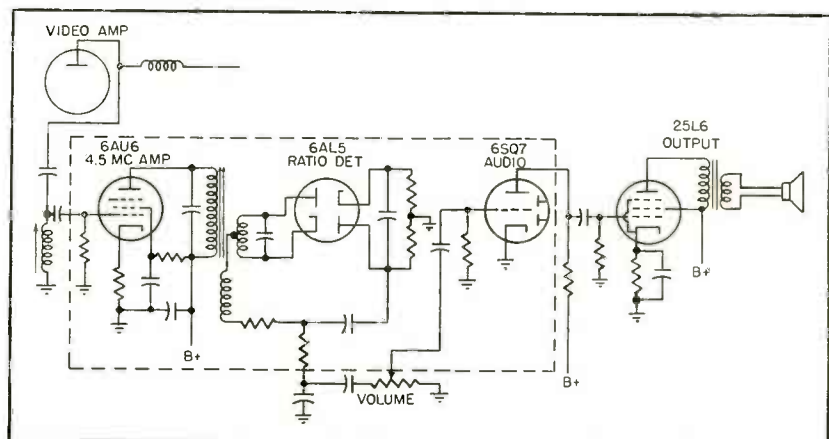 VIDEO AMP
6AU6
4.5 MC AMP
6AL5
RATIO DET
6SQ7
AUDIO
25L6
OUTPUT
B+
VOLUME
B+
B+